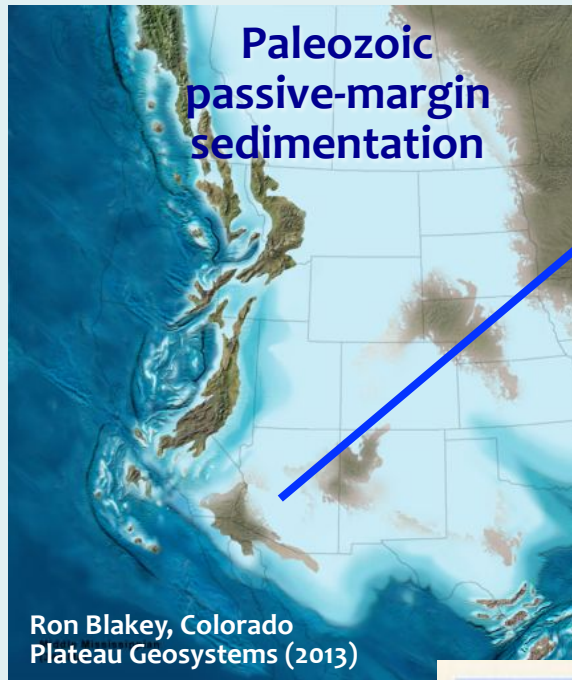 Paleozoic
passive-margin
sedimentation
Ron Blakey, Colorado
Plateau Geosystems (2013)